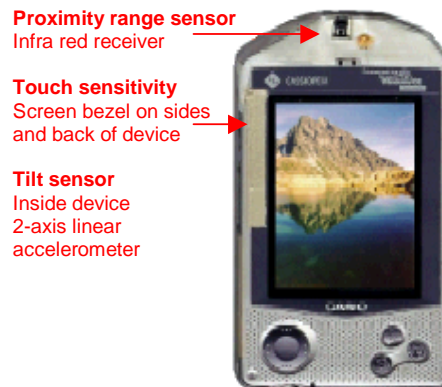 Proximity range sensor
Infra red receiver
Touch sensitivity
Screen bezel on sides
and back of device
Tilt sensor
Inside device
2-axis linear
accelerometer
CASSIOPEIA
CASIO